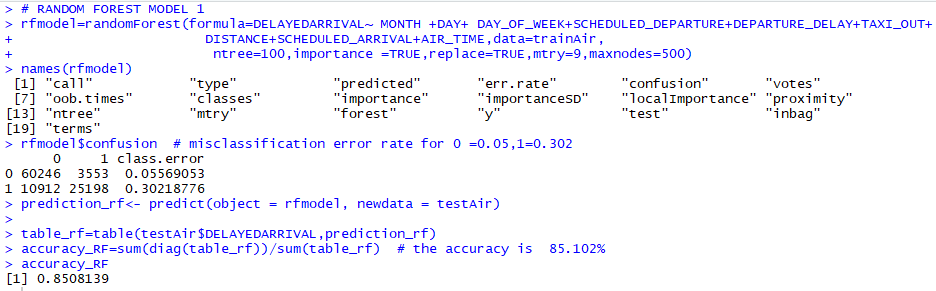 > # RANDOM FOREST MODEL 1
> rfmodel=randomForest(formula=DELAYEDARRIVAL~ MONTH +DAY+ DAY_OF_WEEK+SCHEDULED_DEPARTURE+DEPARTURE_DELAY+TAXI_OUT+
+ DISTANCE+SCHEDULED_ARRIVAL+AIR_TIME,data=trainAir,
+ ntree=100,importance =TRUE,replace=TRUE,mtry=9,maxnodes=500)
> names(rfmodel)
[1] "call" "type" "predicted" "err.rate" "confusion" "votes"
[7] "oob.times" "classes" "importance" "importanceSD" "localImportance" "proximity"
[13] "ntree" "mtry" "forest" "y" "test" "inbag"
[19] "terms"
> rfmodel$confusion # misclassification error rate for 0 =0.05,1=0.302
0 1 class.error
0 60246 3553 0.05569053
1 10912 25198 0.30218776
> prediction_rf<- predict(object = rfmodel, newdata = testAir)
>
> table_rf=table(testAir$DELAYEDARRIVAL,prediction_rf)
> accuracy_RF=sum(diag(table_rf))/sum(table_rf) # the accuracy is 85.102%
> accuracy_RF
[1] 0.8508139